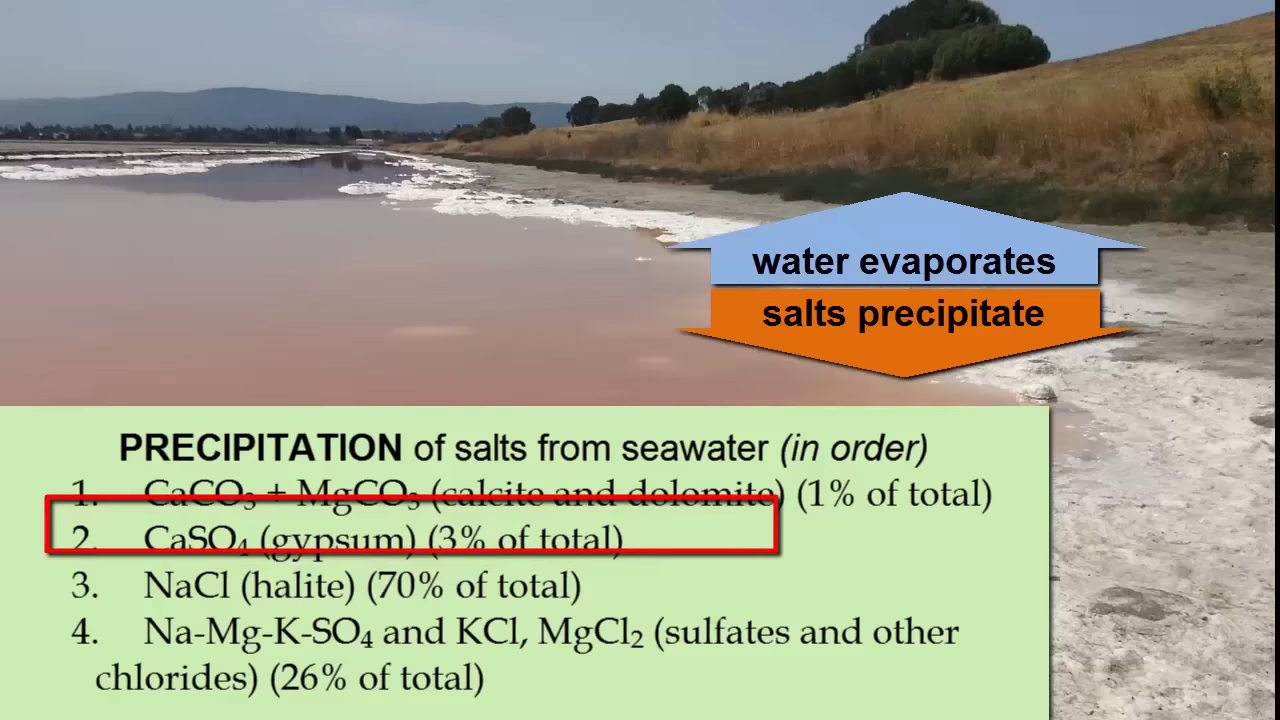 water evaporates
salts precipitate
PRECIPITATION of salts from seawater (in order)
1. CaCO₃ + MgCO₃ (calcite and dolomite) (1% of total)
2. CaSO₄ (gypsum) (3% of total)
3. NaCl (halite) (70% of total)
4. Na-Mg-K-SO₄ and KCl, MgCl₂ (sulfates and other
chlorides) (26% of total)